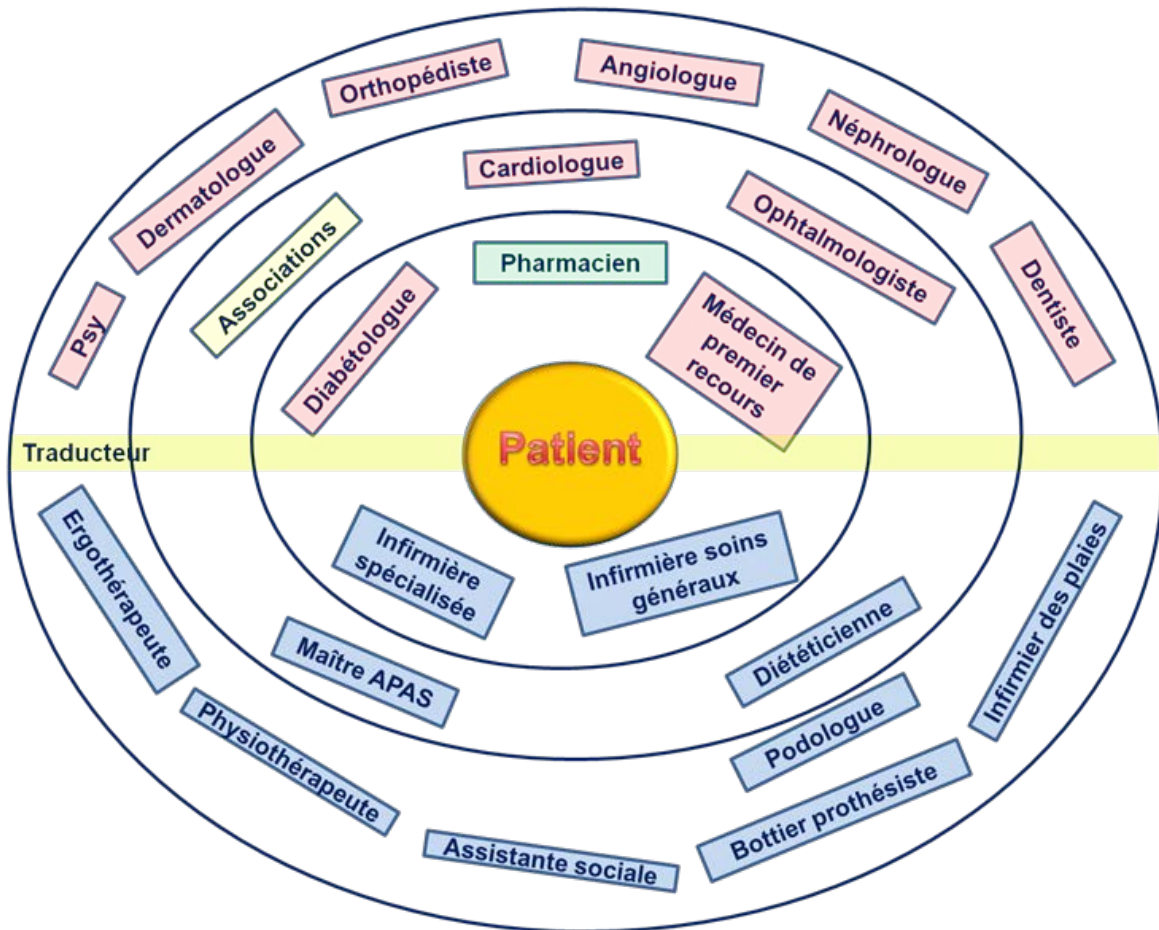 Orthopédiste
Angiologue
Néphrologue
Dermatologue
Cardiologue
Ophtalmologiste
Associations
Pharmacien
Dentiste
Psy
Diabétologue
Médecin de
premier
recours
Patient
Traducteur
Ergothérapeute
Infirmière
spécialisée
Infirmière soins
généraux
Infirmier des plaies
Maître APAS
Diététicienne
Physiothérapeute
Podologue
Bottier prothésiste
Assistante sociale